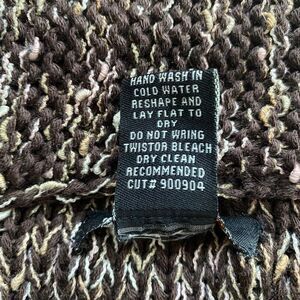 HAND WASH IN
COLD WATER
RESHAPE AND
LAY FLAT TO
DRY
DO NOT WRING
TWISTOR BLEACH
DRY CLEAN
RECOMMENDED
CUT# 900904